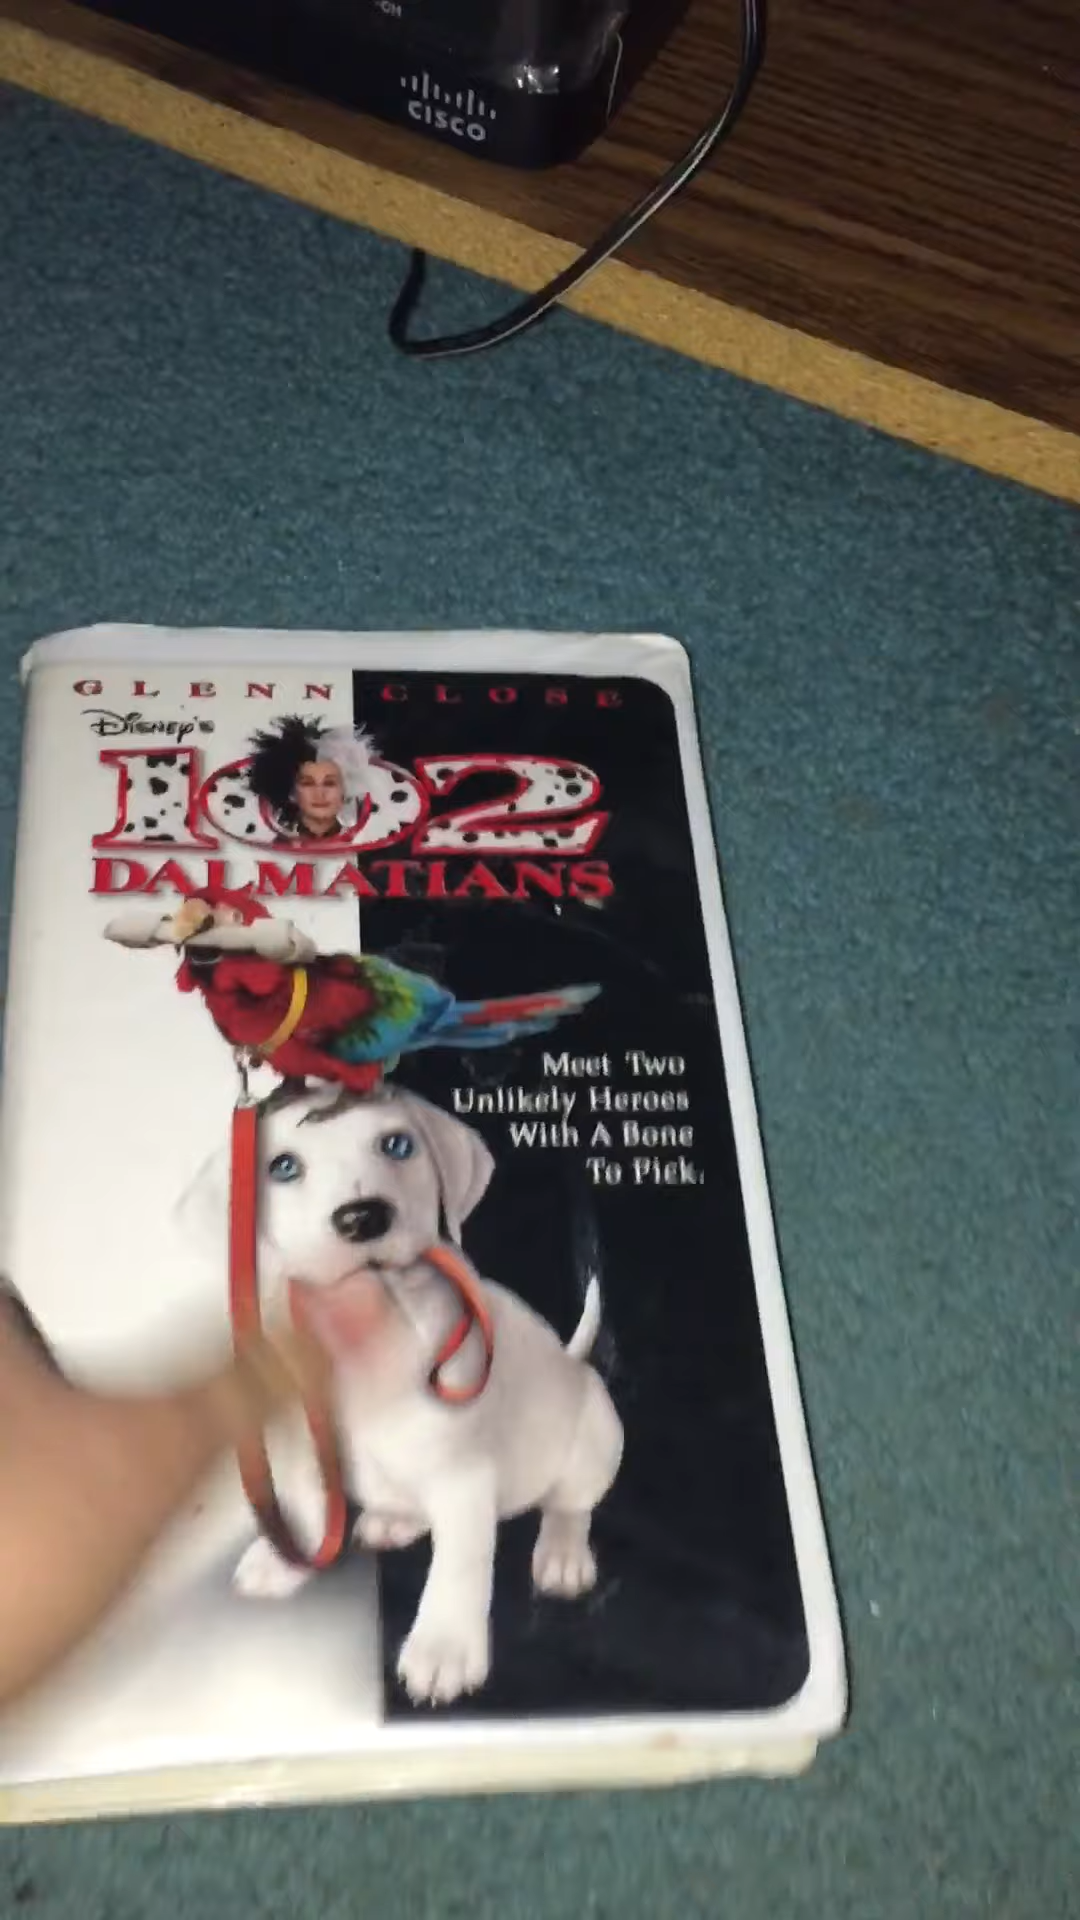 CISCO
GLENN CLOSE
Disney's
102
DALMATIANS
Meet Two
Unlikely Heroes
With A Bone
To Pick.